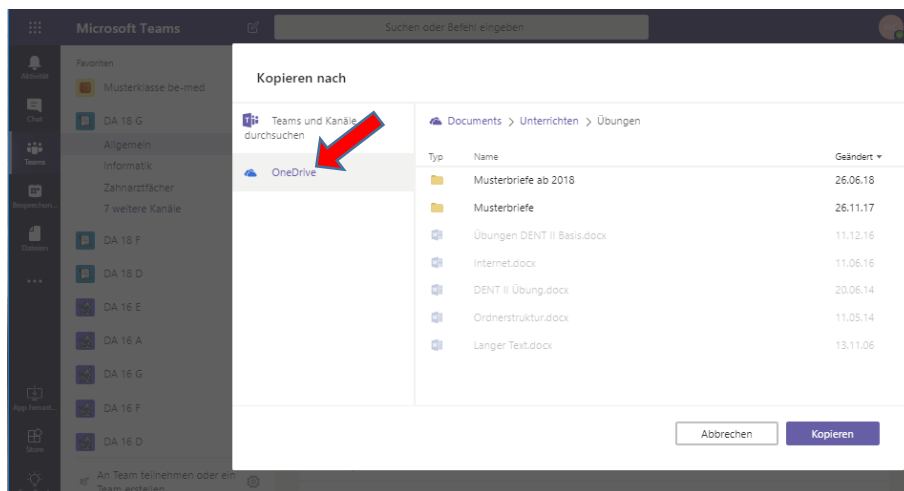 Microsoft Teams
Suchen oder Befehl eingeben
Aktivität
Chat
Teams
Besprechun...
Dateien
Store
Favoriten
Musterklasse be-med
DA 18 G
Allgemein
Informatik
Zahnarztfächer
7 weitere Kanäle
DA 18 F
DA 18 D
DA 16 E
DA 16 A
DA 16 G
DA 16 F
DA 16 D
An Team teilnehmen oder ein
Team erstellen
Kopieren nach
Teams und Kanäle
durchsuchen
OneDrive
Documents > Unterrichten > Übungen
Typ Name Geändert
Musterbriefe ab 2018 26.06.18
Musterbriefe 26.11.17
Übungen DENT II Basis.docx 11.12.16
Internet.docx 11.06.16
DENT II Übung.docx 20.06.14
Ordnerstruktur.docx 11.05.14
Langer Text.docx 13.11.06
Abbrechen Kopieren